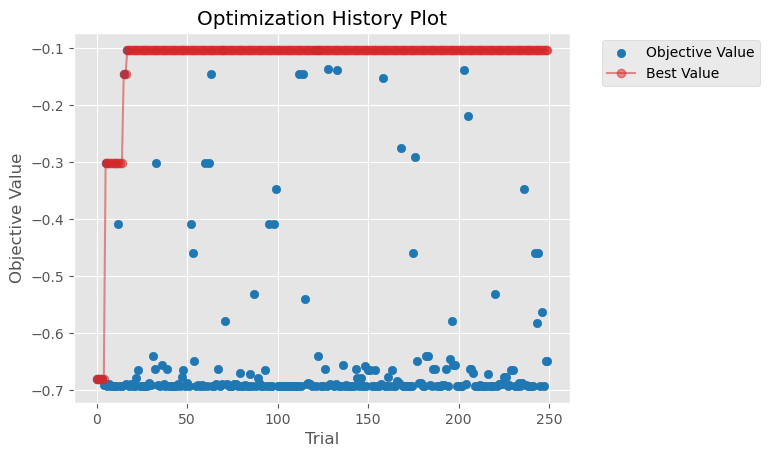 Optimization History Plot
Objective Value
Best Value
−0.1
−0.2
−0.3
−0.4
−0.5
−0.6
−0.7
Objective Value
0
50
100
150
200
250
Trial